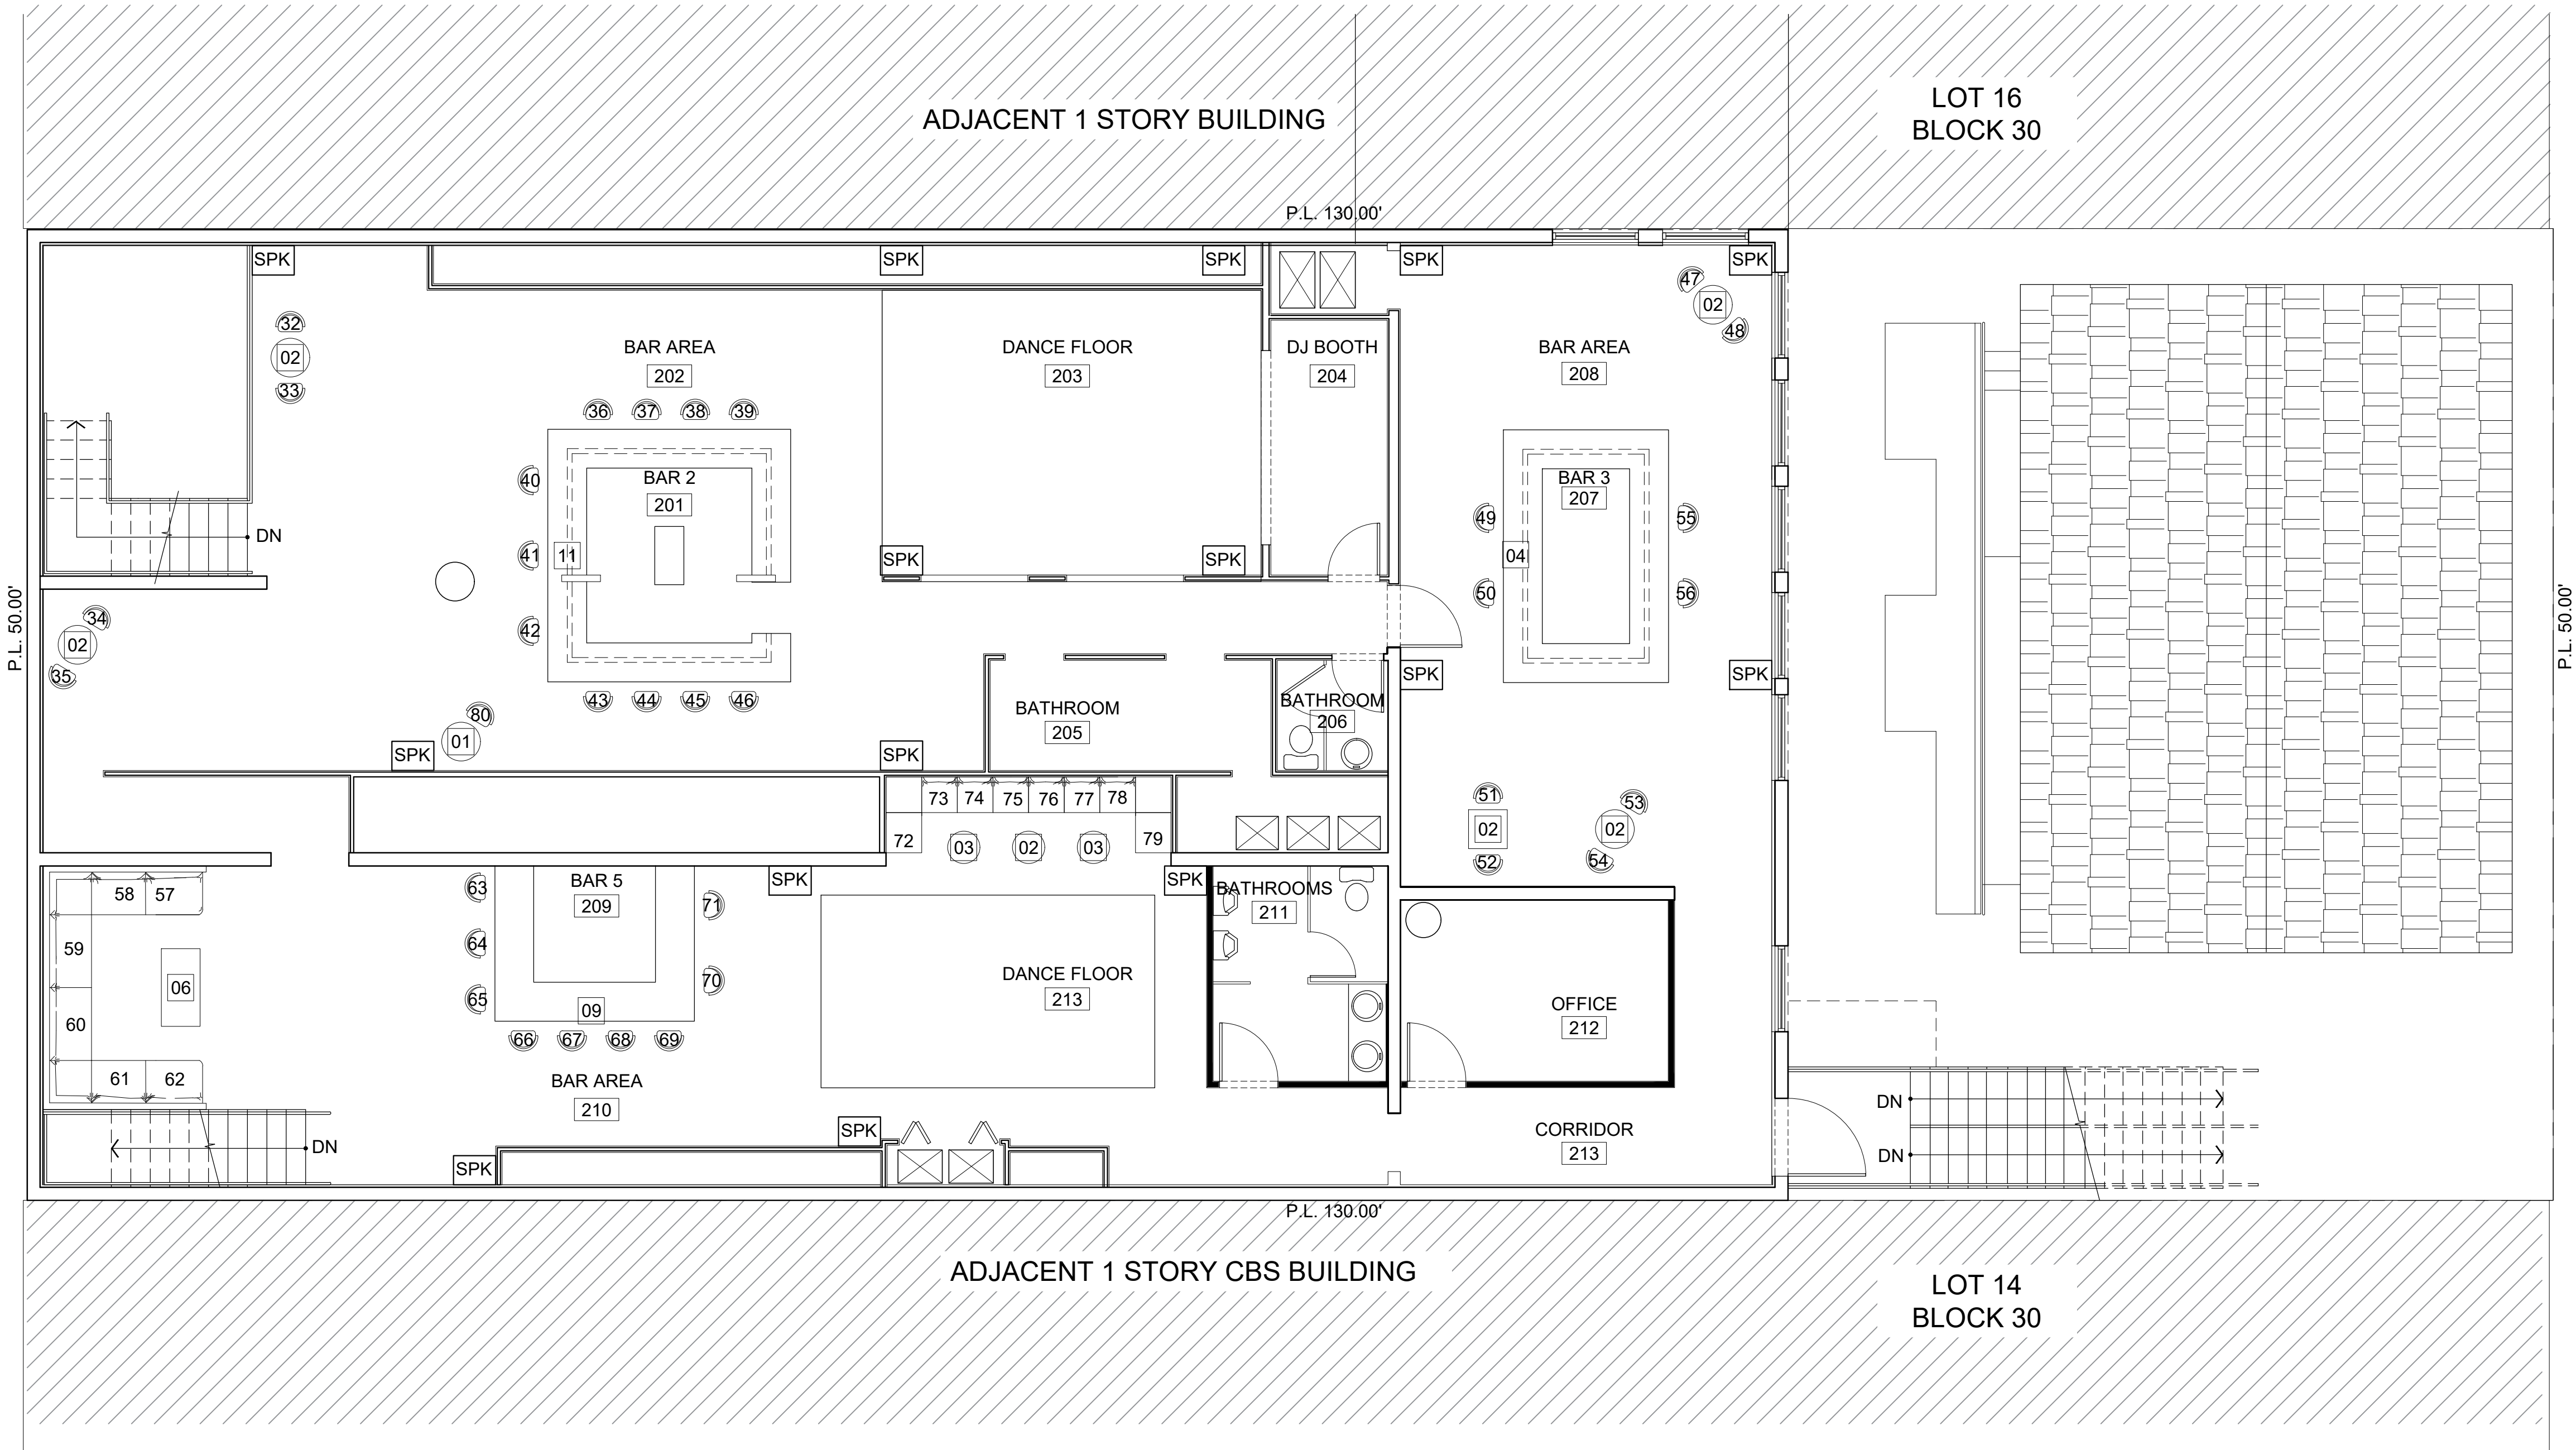 LOT 16
BLOCK 30
ADJACENT 1 STORY BUILDING
P.L. 130.00'
SPK
SPK
SPK
SPK
SPK
47
02
48
32
02
33
BAR AREA
202
DANCE FLOOR
203
DJ BOOTH
204
BAR AREA
208
36
37
38
39
40
BAR 2
201
BAR 3
207
49
55
DN
41
11
SPK
SPK
04
50
56
P.L. 50.00'
P.L. 50.00'
34
02
35
42
43
44
45
46
SPK
SPK
BATHROOM
205
BATHROOM
206
80
01
SPK
SPK
73
74
75
76
77
78
72
03
02
03
79
51
02
52
53
02
54
58
57
59
06
60
61
62
63
BAR 5
209
71
64
70
65
09
66
67
68
69
SPK
SPK
BATHROOMS
211
DANCE FLOOR
213
OFFICE
212
BAR AREA
210
DN
SPK
SPK
CORRIDOR
213
DN
DN
P.L. 130.00'
ADJACENT 1 STORY CBS BUILDING
LOT 14
BLOCK 30